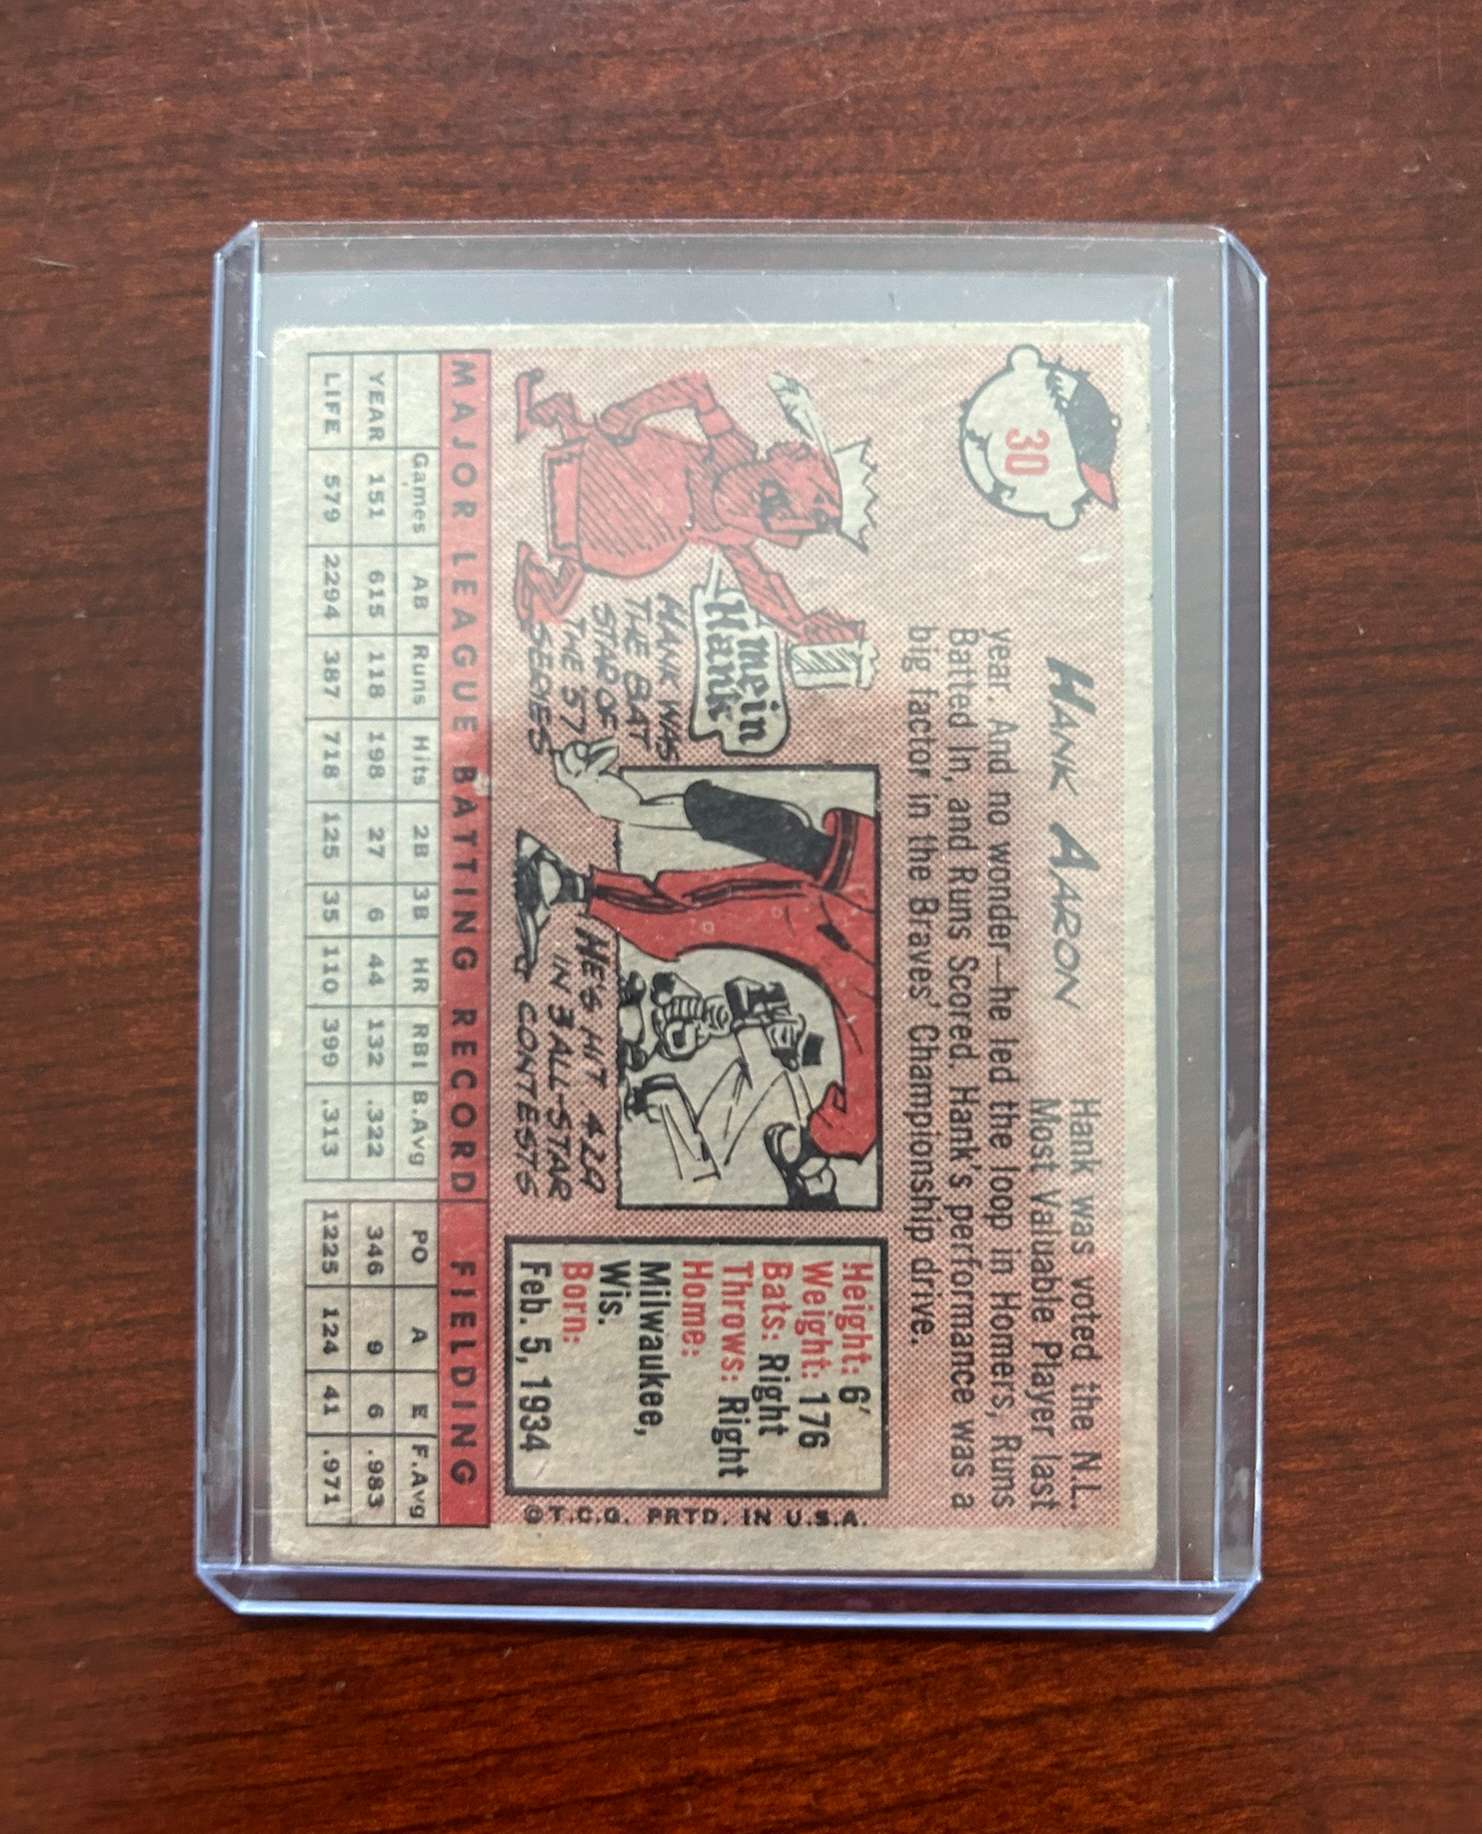 30
HANK AARON
Hank was voted the N.L.
Most Valuable Player last
year. And no wonder—he led the loop in Homers, Runs
Batted In, and Runs Scored. Hank's performance was a
big factor in the Braves' Championship drive.
mein
Hank
HANK WAS
THE BAT
STAR OF
THE '57
SERIES
HE'S HIT .429
IN 3 ALL-STAR
CONTESTS
Height: 6'
Weight: 176
Bats: Right
Throws: Right
Home:
Milwaukee,
Wis.
Born:
Feb. 5, 1934
©T.C.G. PRTD. IN U.S.A.
MAJOR LEAGUE BATTING RECORD FIELDING
Games AB Runs Hits 2B 3B HR RBI B.Avg PO A E F.Avg
YEAR 151 615 118 198 27 6 44 132 .322 346 9 6 .983
LIFE 579 2294 387 718 125 35 110 399 .313 1225 124 41 .971